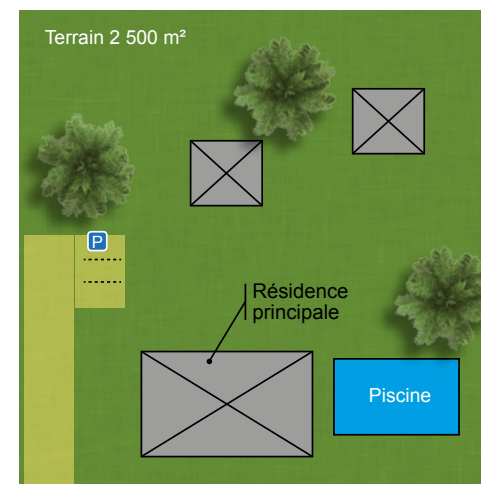 Terrain 2 500 m²
P
Résidence
principale
Piscine